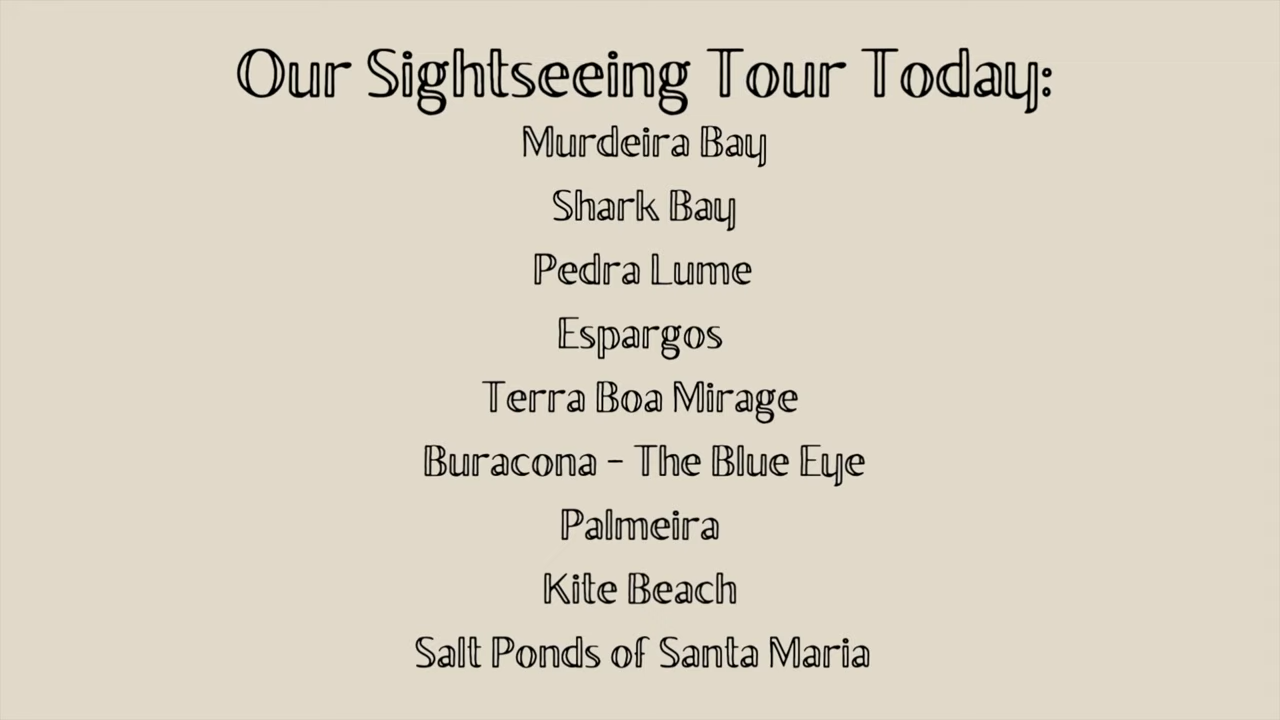 Our Sightseeing Tour Today:
Murdeira Bay
Shark Bay
Pedra Lume
Espargos
Terra Boa Mirage
Buracona - The Blue Eye
Palmeira
Kite Beach
Salt Ponds of Santa Maria